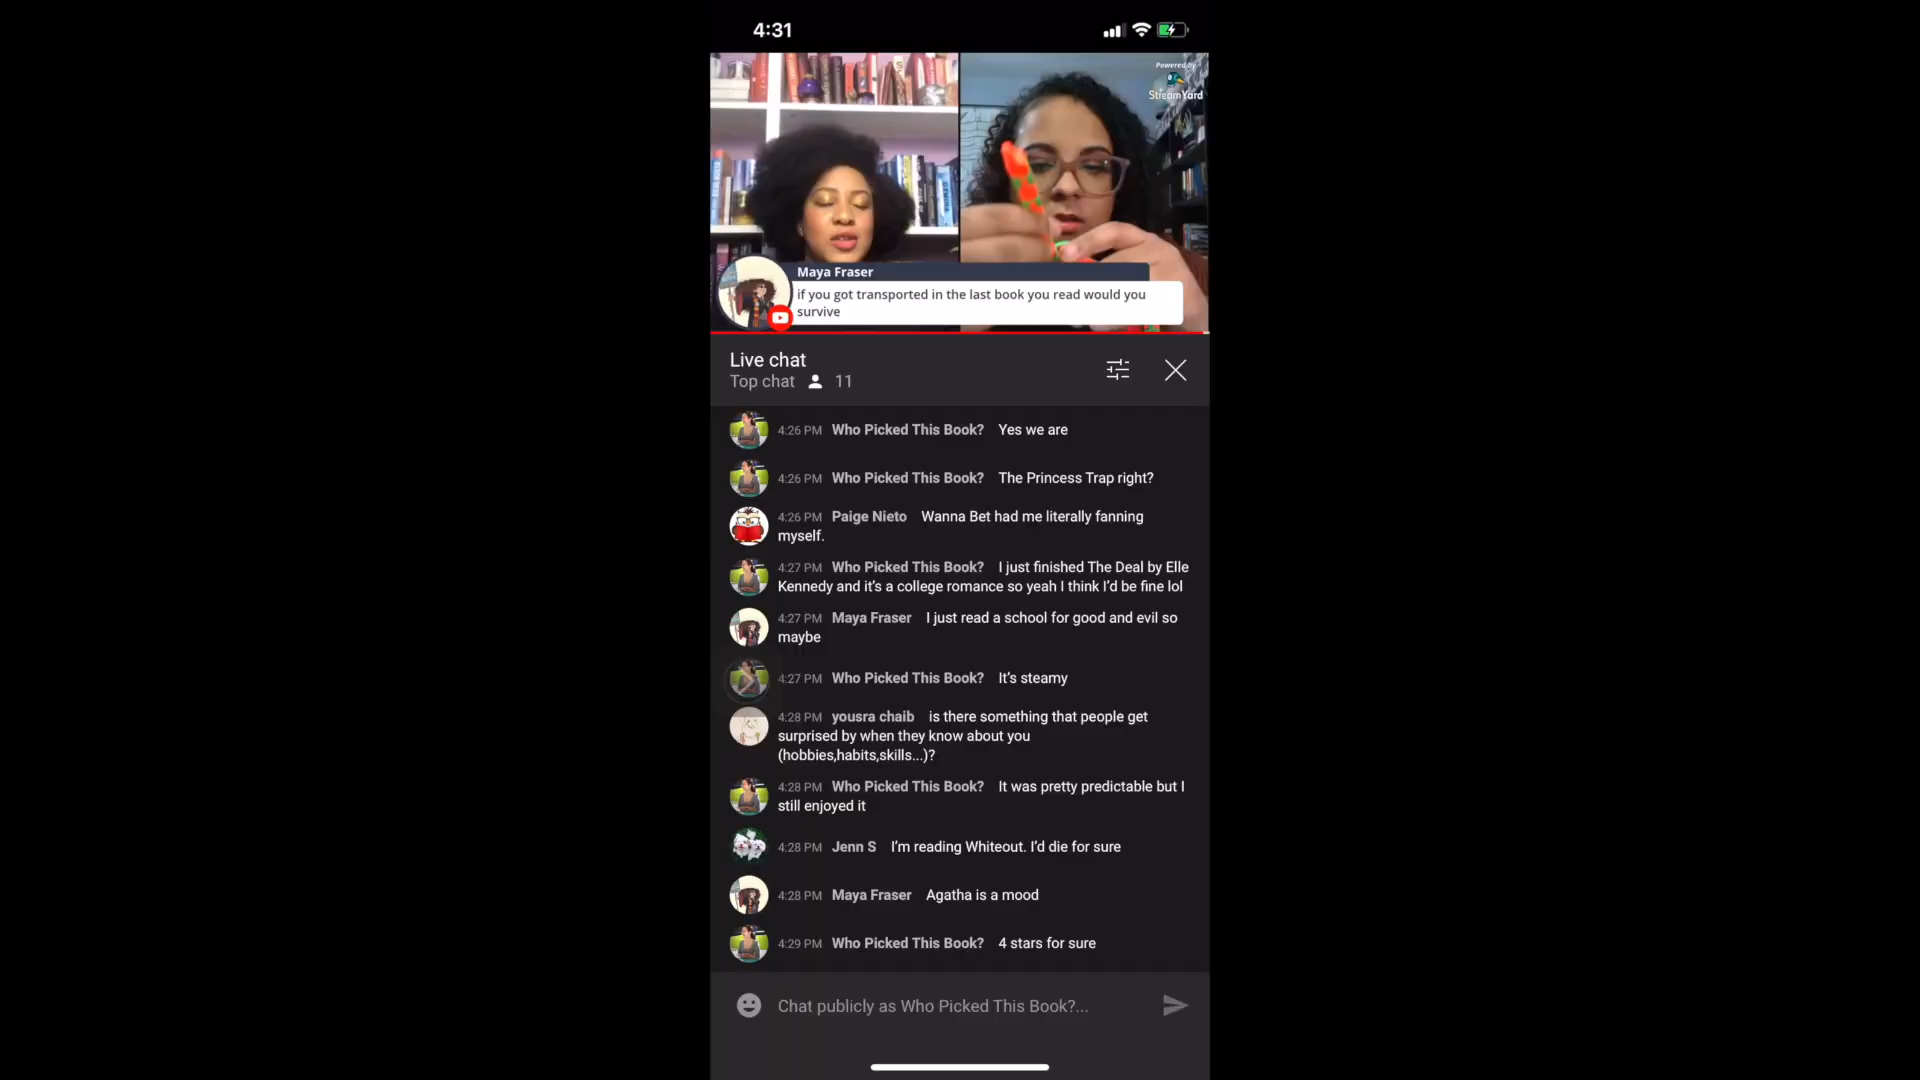 4:31
Powered by
StreamYard
Maya Fraser
if you got transported in the last book you read would you
survive
Live chat
Top chat 11
4:26 PM Who Picked This Book? Yes we are
4:26 PM Who Picked This Book? The Princess Trap right?
4:26 PM Paige Nieto Wanna Bet had me literally fanning
myself.
4:27 PM Who Picked This Book? I just finished The Deal by Elle
Kennedy and it's a college romance so yeah I think I'd be fine lol
4:27 PM Maya Fraser I just read a school for good and evil so
maybe
4:27 PM Who Picked This Book? It's steamy
4:28 PM yousra chaib is there something that people get
surprised by when they know about you
(hobbies,habits,skills...)?
4:28 PM Who Picked This Book? It was pretty predictable but I
still enjoyed it
4:28 PM Jenn S I'm reading Whiteout. I'd die for sure
4:28 PM Maya Fraser Agatha is a mood
4:29 PM Who Picked This Book? 4 stars for sure
Chat publicly as Who Picked This Book?...